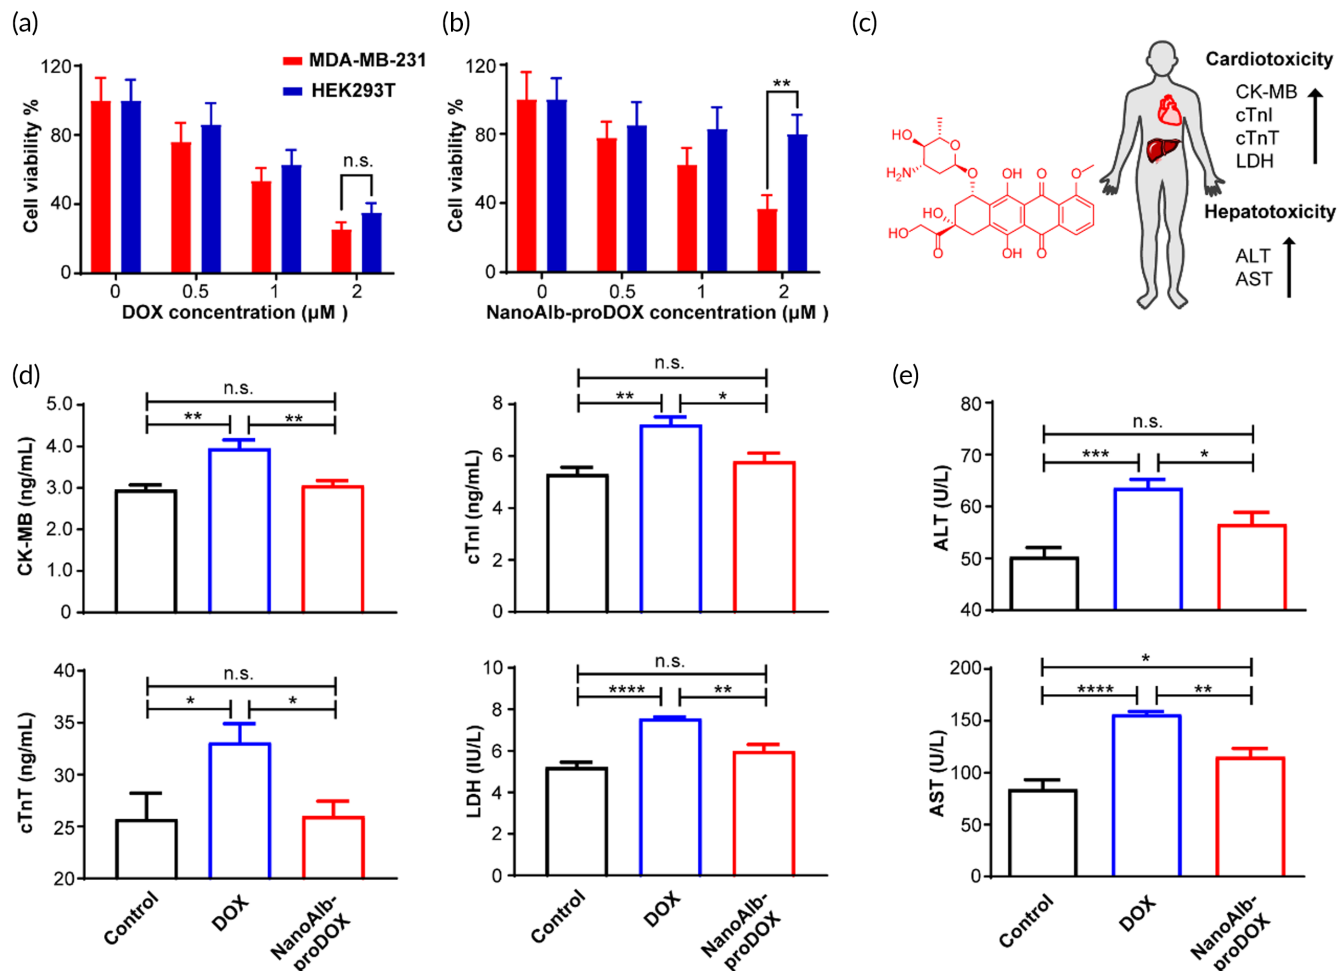 (a)
MDA-MB-231
HEK293T
Cell viability %
120
80
40
0
n.s.
0 0.5 1 2
DOX concentration (μM )
(b)
Cell viability %
120
80
40
0
**
0 0.5 1 2
NanoAlb-proDOX concentration (μM )
(c)
HO
O
H₂N
O
OH O O
HO
HO
O
OH O
Cardiotoxicity
CK-MB
cTnI
cTnT
LDH
Hepatotoxicity
ALT
AST
(d)
CK-MB (ng/mL)
5.0
4.0
3.0
2.0
1.0
0
n.s.
** **
cTnI (ng/mL)
8
6
4
2
0
n.s.
** *
cTnT (ng/mL)
40
35
30
25
20
n.s.
* *
Control
DOX
NanoAlb-
proDOX
LDH (IU/L)
10
8
6
4
2
0
n.s.
**** **
Control
DOX
NanoAlb-
proDOX
(e)
ALT (U/L)
80
70
60
50
40
n.s.
*** *
AST (U/L)
200
150
100
50
0
*
**** **
Control
DOX
NanoAlb-
proDOX